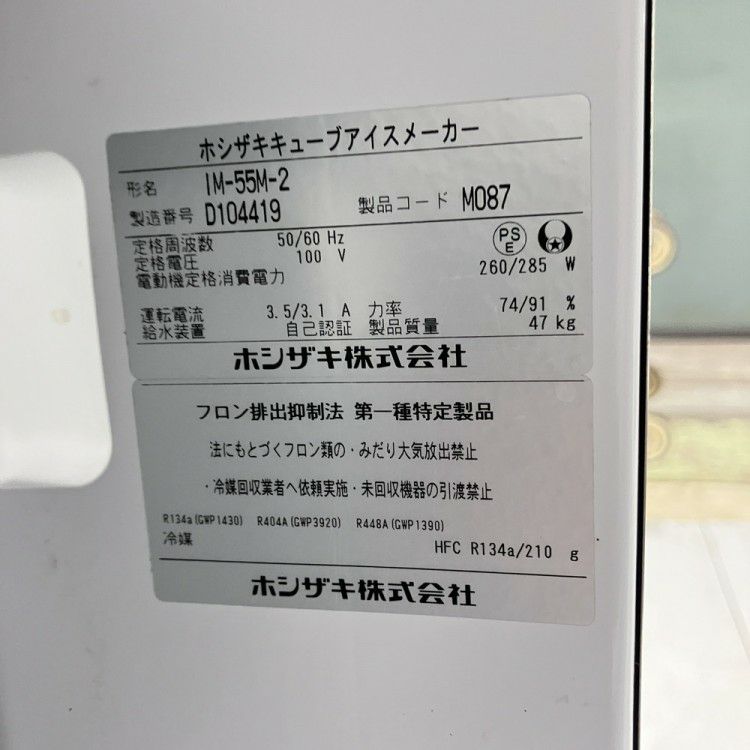 ホシザキキューブアイスメーカー
形名 IM-55M-2
製造番号 D104419 製品コード M087
定格周波数 50/60 Hz PSE
定格電圧 100 V
電動機定格消費電力 260/285 W
運転電流 3.5/3.1 A 力率 74/91 %
給水装置 自己認証 製品質量 47 kg
ホシザキ株式会社
フロン排出抑制法 第一種特定製品
法にもとづくフロン類の・みだり大気放出禁止
・冷媒回収業者へ依頼実施・未回収機器の引渡禁止
R134a(GWP1430) R404A(GWP3920) R448A(GWP1390)
冷媒 HFC R134a/210 g
ホシザキ株式会社